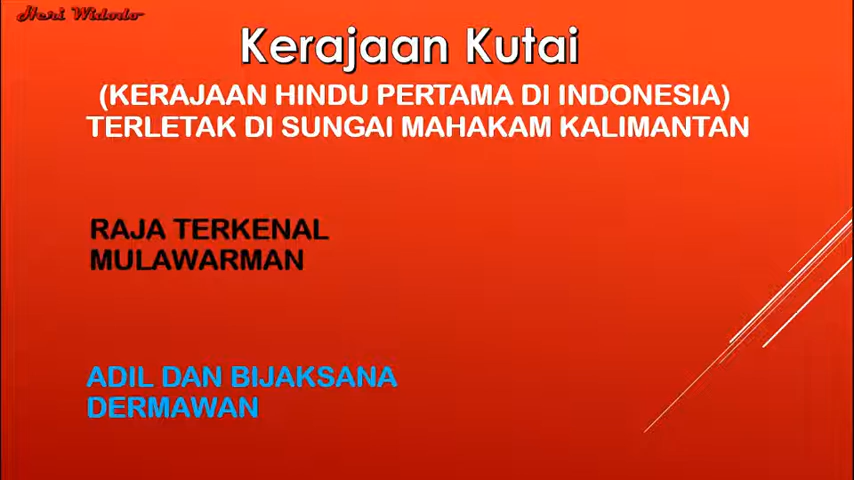 Heri Widodo
Kerajaan Kutai
(KERAJAAN HINDU PERTAMA DI INDONESIA)
TERLETAK DI SUNGAI MAHAKAM KALIMANTAN
RAJA TERKENAL
MULAWARMAN
ADIL DAN BIJAKSANA
DERMAWAN